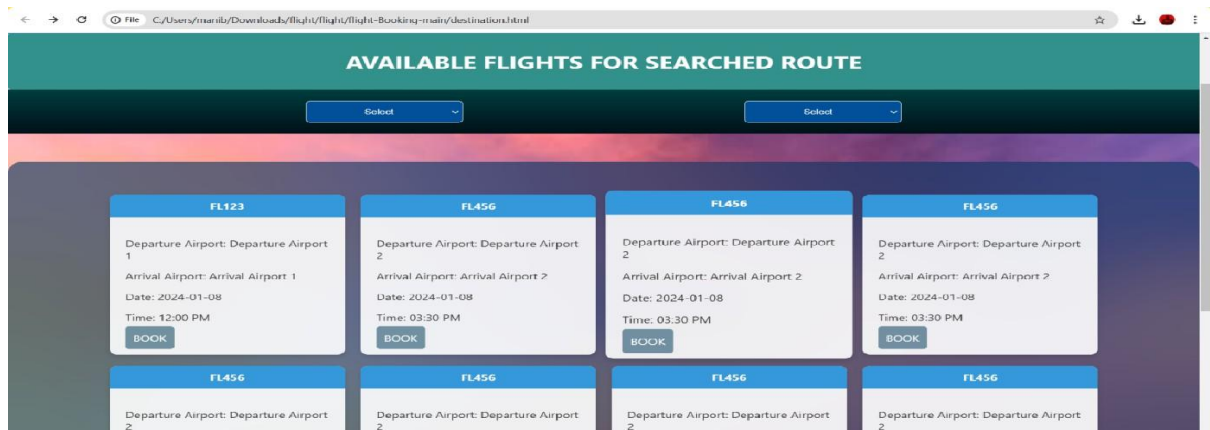 File C:/Users/manib/Downloads/flight/flight/flight-Booking-main/destination.html
AVAILABLE FLIGHTS FOR SEARCHED ROUTE
Select Select
FL123 FL456 FL456 FL456
Departure Airport: Departure Airport 1
Arrival Airport: Arrival Airport 1
Date: 2024-01-08
Time: 12:00 PM
BOOK
Departure Airport: Departure Airport 2
Arrival Airport: Arrival Airport 2
Date: 2024-01-08
Time: 03:30 PM
BOOK
Departure Airport: Departure Airport 2
Arrival Airport: Arrival Airport 2
Date: 2024-01-08
Time: 03:30 PM
BOOK
Departure Airport: Departure Airport 2
Arrival Airport: Arrival Airport 2
Date: 2024-01-08
Time: 03:30 PM
BOOK
FL456 FL456 FL456 FL456
Departure Airport: Departure Airport 2
Departure Airport: Departure Airport 2
Departure Airport: Departure Airport 2
Departure Airport: Departure Airport 2